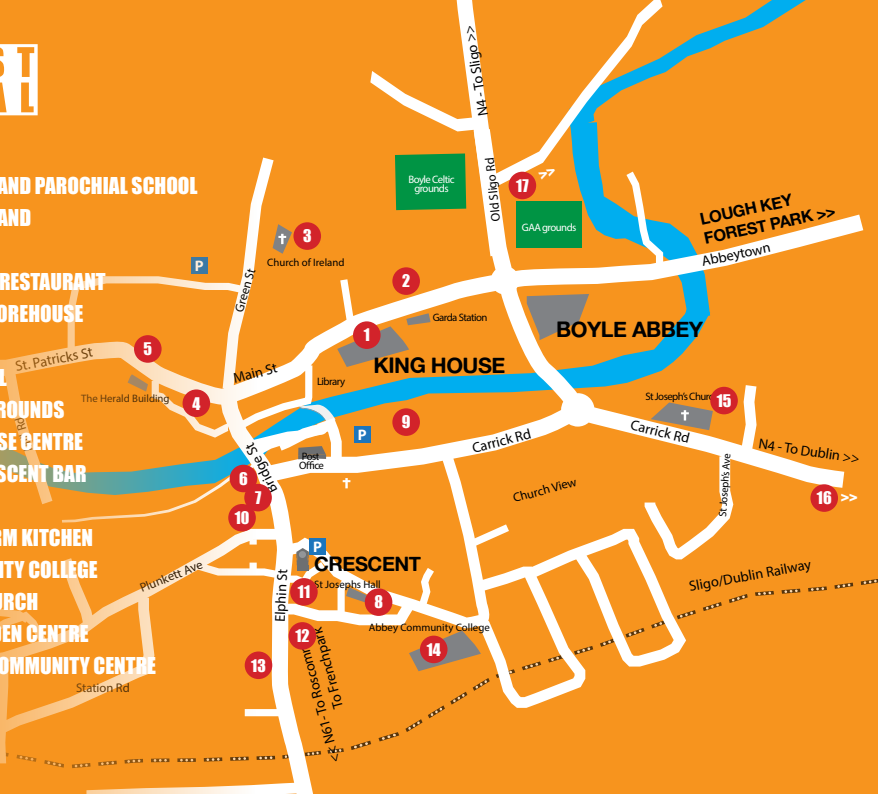 AND PAROCHIAL SCHOOL
AND
RESTAURANT
SE CENTRE
SCENT BAR
RM KITCHEN
ITY COLLEGE
URCH
DEN CENTRE
OMMUNITY CENTRE
OREHOUSE
ROUNDS
N4 - To Sligo >>
Old Sligo Rd
Boyle Celtic
grounds
17 >>
GAA grounds
LOUGH KEY
FOREST PARK >>
Abbeytown
3
Church of Ireland
P
Green St
2
Garda Station
1
KING HOUSE
BOYLE ABBEY
5
St. Patricks St
Main St
Library
The Herald Building
4
9
P
St Joseph's Churc
15
Carrick Rd
Carrick Rd
N4 - To Dublin >>
16 >>
St Joseph's Ave
Post
Office
Bridge St
6
7
10
Church View
Plunkett Ave
P
CRESCENT
St Josephs Hall
11
8
Elphin St
Abbey Community College
12
14
13
<< N61 - To Roscomm
To Frenchpark
Station Rd
Sligo/Dublin Railway